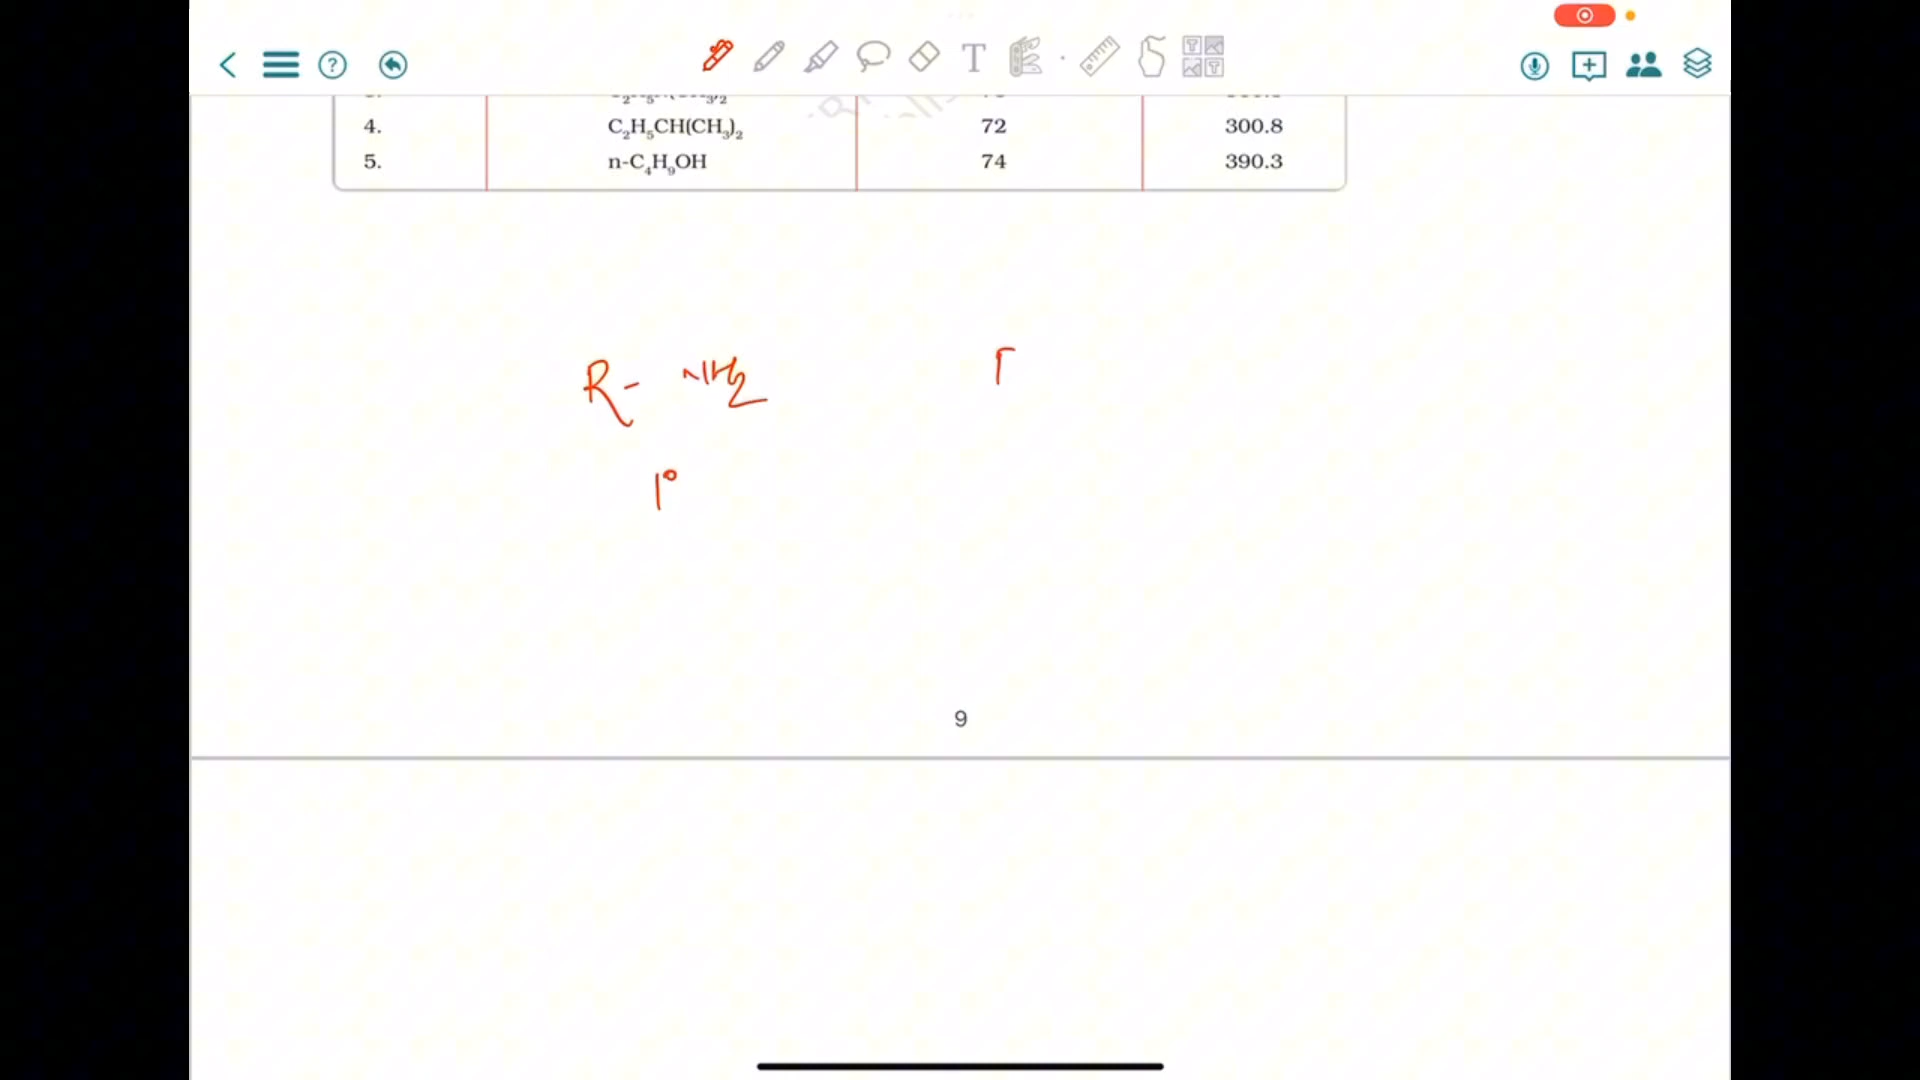 4. C₂H₅CH(CH₃)₂ 72 300.8
5. n-C₄H₉OH 74 390.3
R- NH2
1°
9